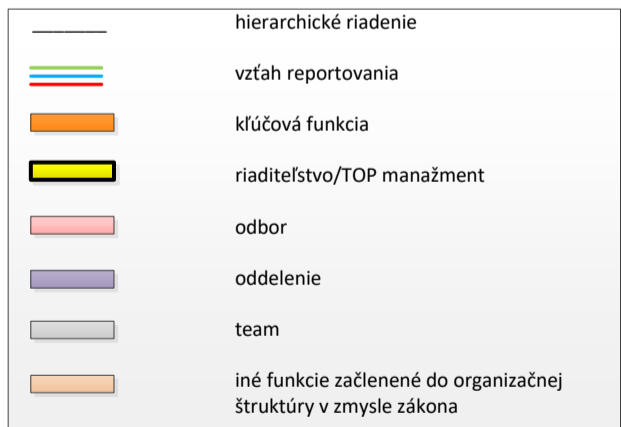 hierarchické riadenie
vzťah reportovania
kľúčová funkcia
riaditeľstvo/TOP manažment
odbor
oddelenie
team
iné funkcie začlenené do organizačnej
štruktúry v zmysle zákona